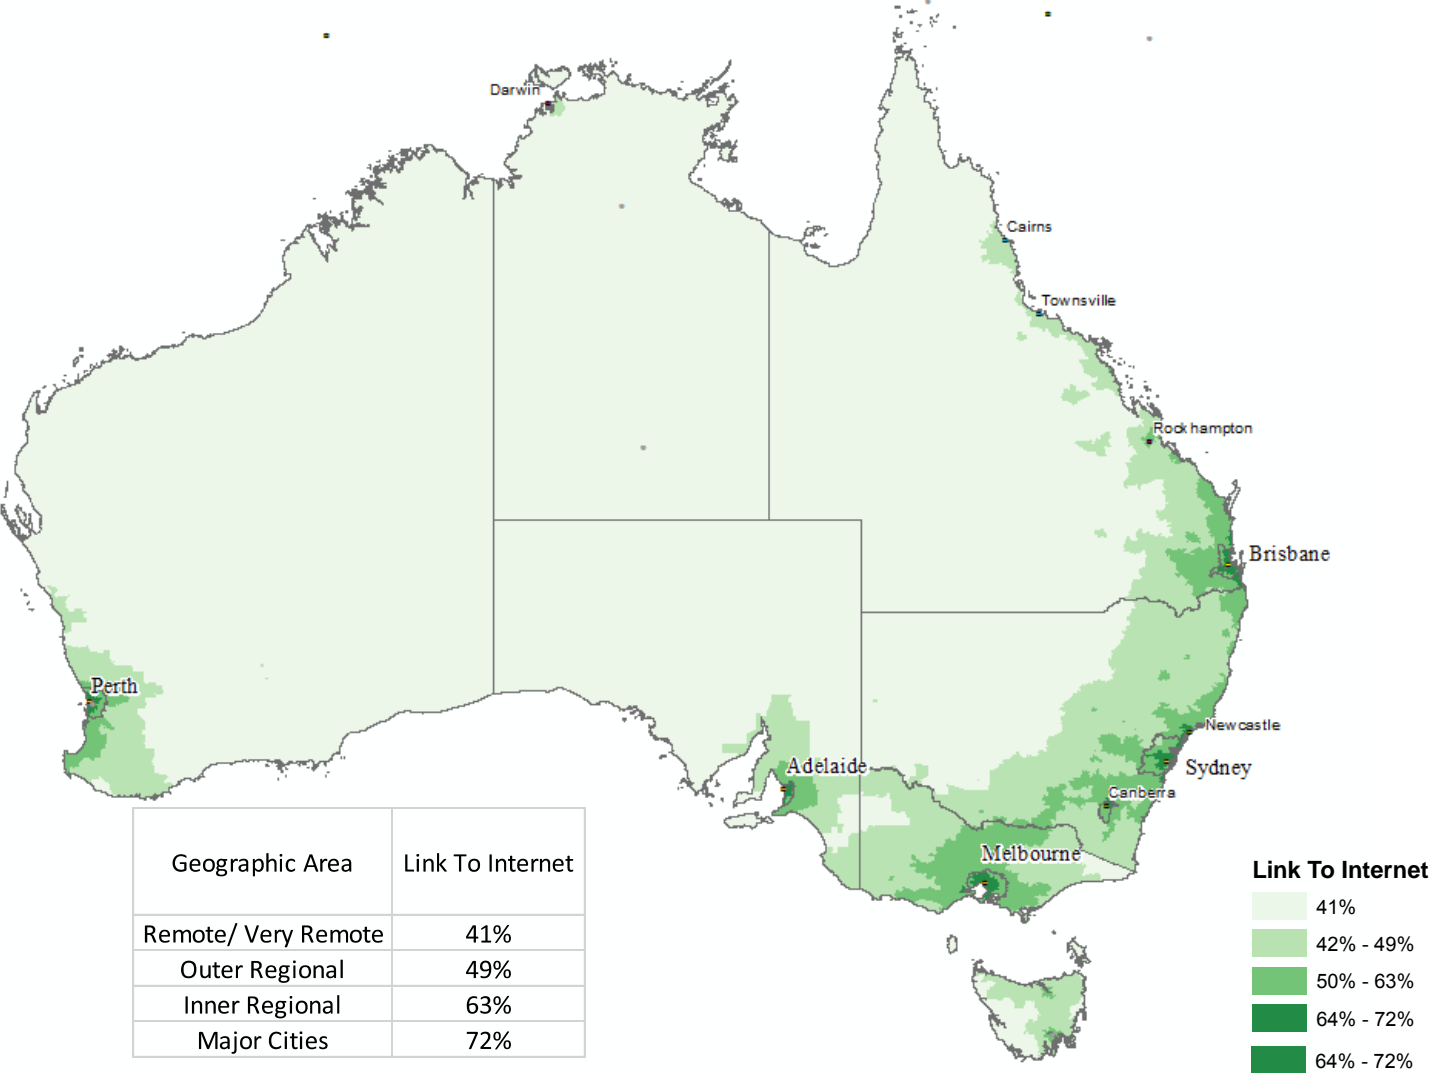 Darwin
Cairns
Townsville
Rockhampton
Brisbane
Perth
Newcastle
Sydney
Adelaide
Canberra
Melbourne
Geographic Area Link To Internet
Remote/ Very Remote 41%
Outer Regional 49%
Inner Regional 63%
Major Cities 72%
Link To Internet
41%
42% - 49%
50% - 63%
64% - 72%
64% - 72%